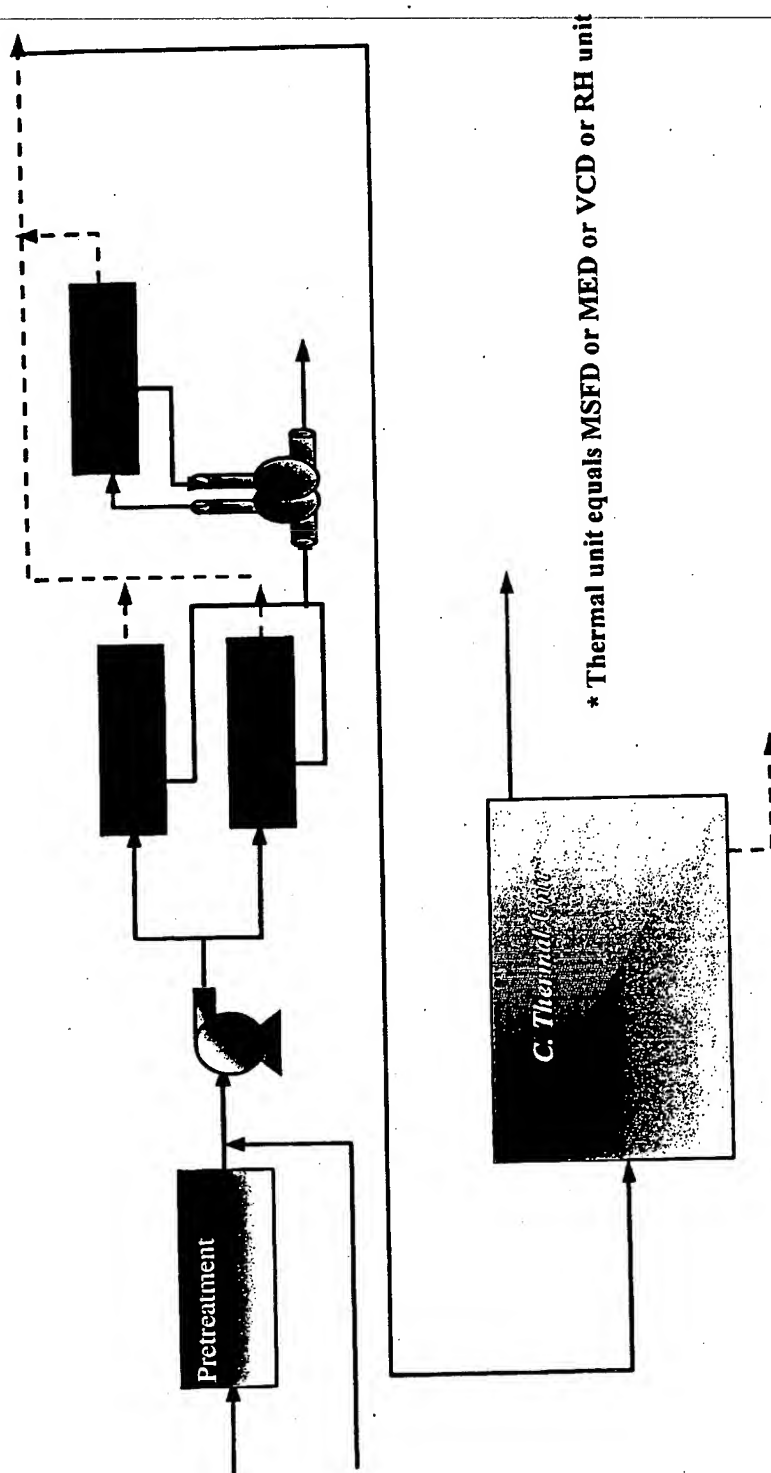 Pretreatment
C. Thermal Unit*
* Thermal unit equals MSFD or MED or VCD or RH unit